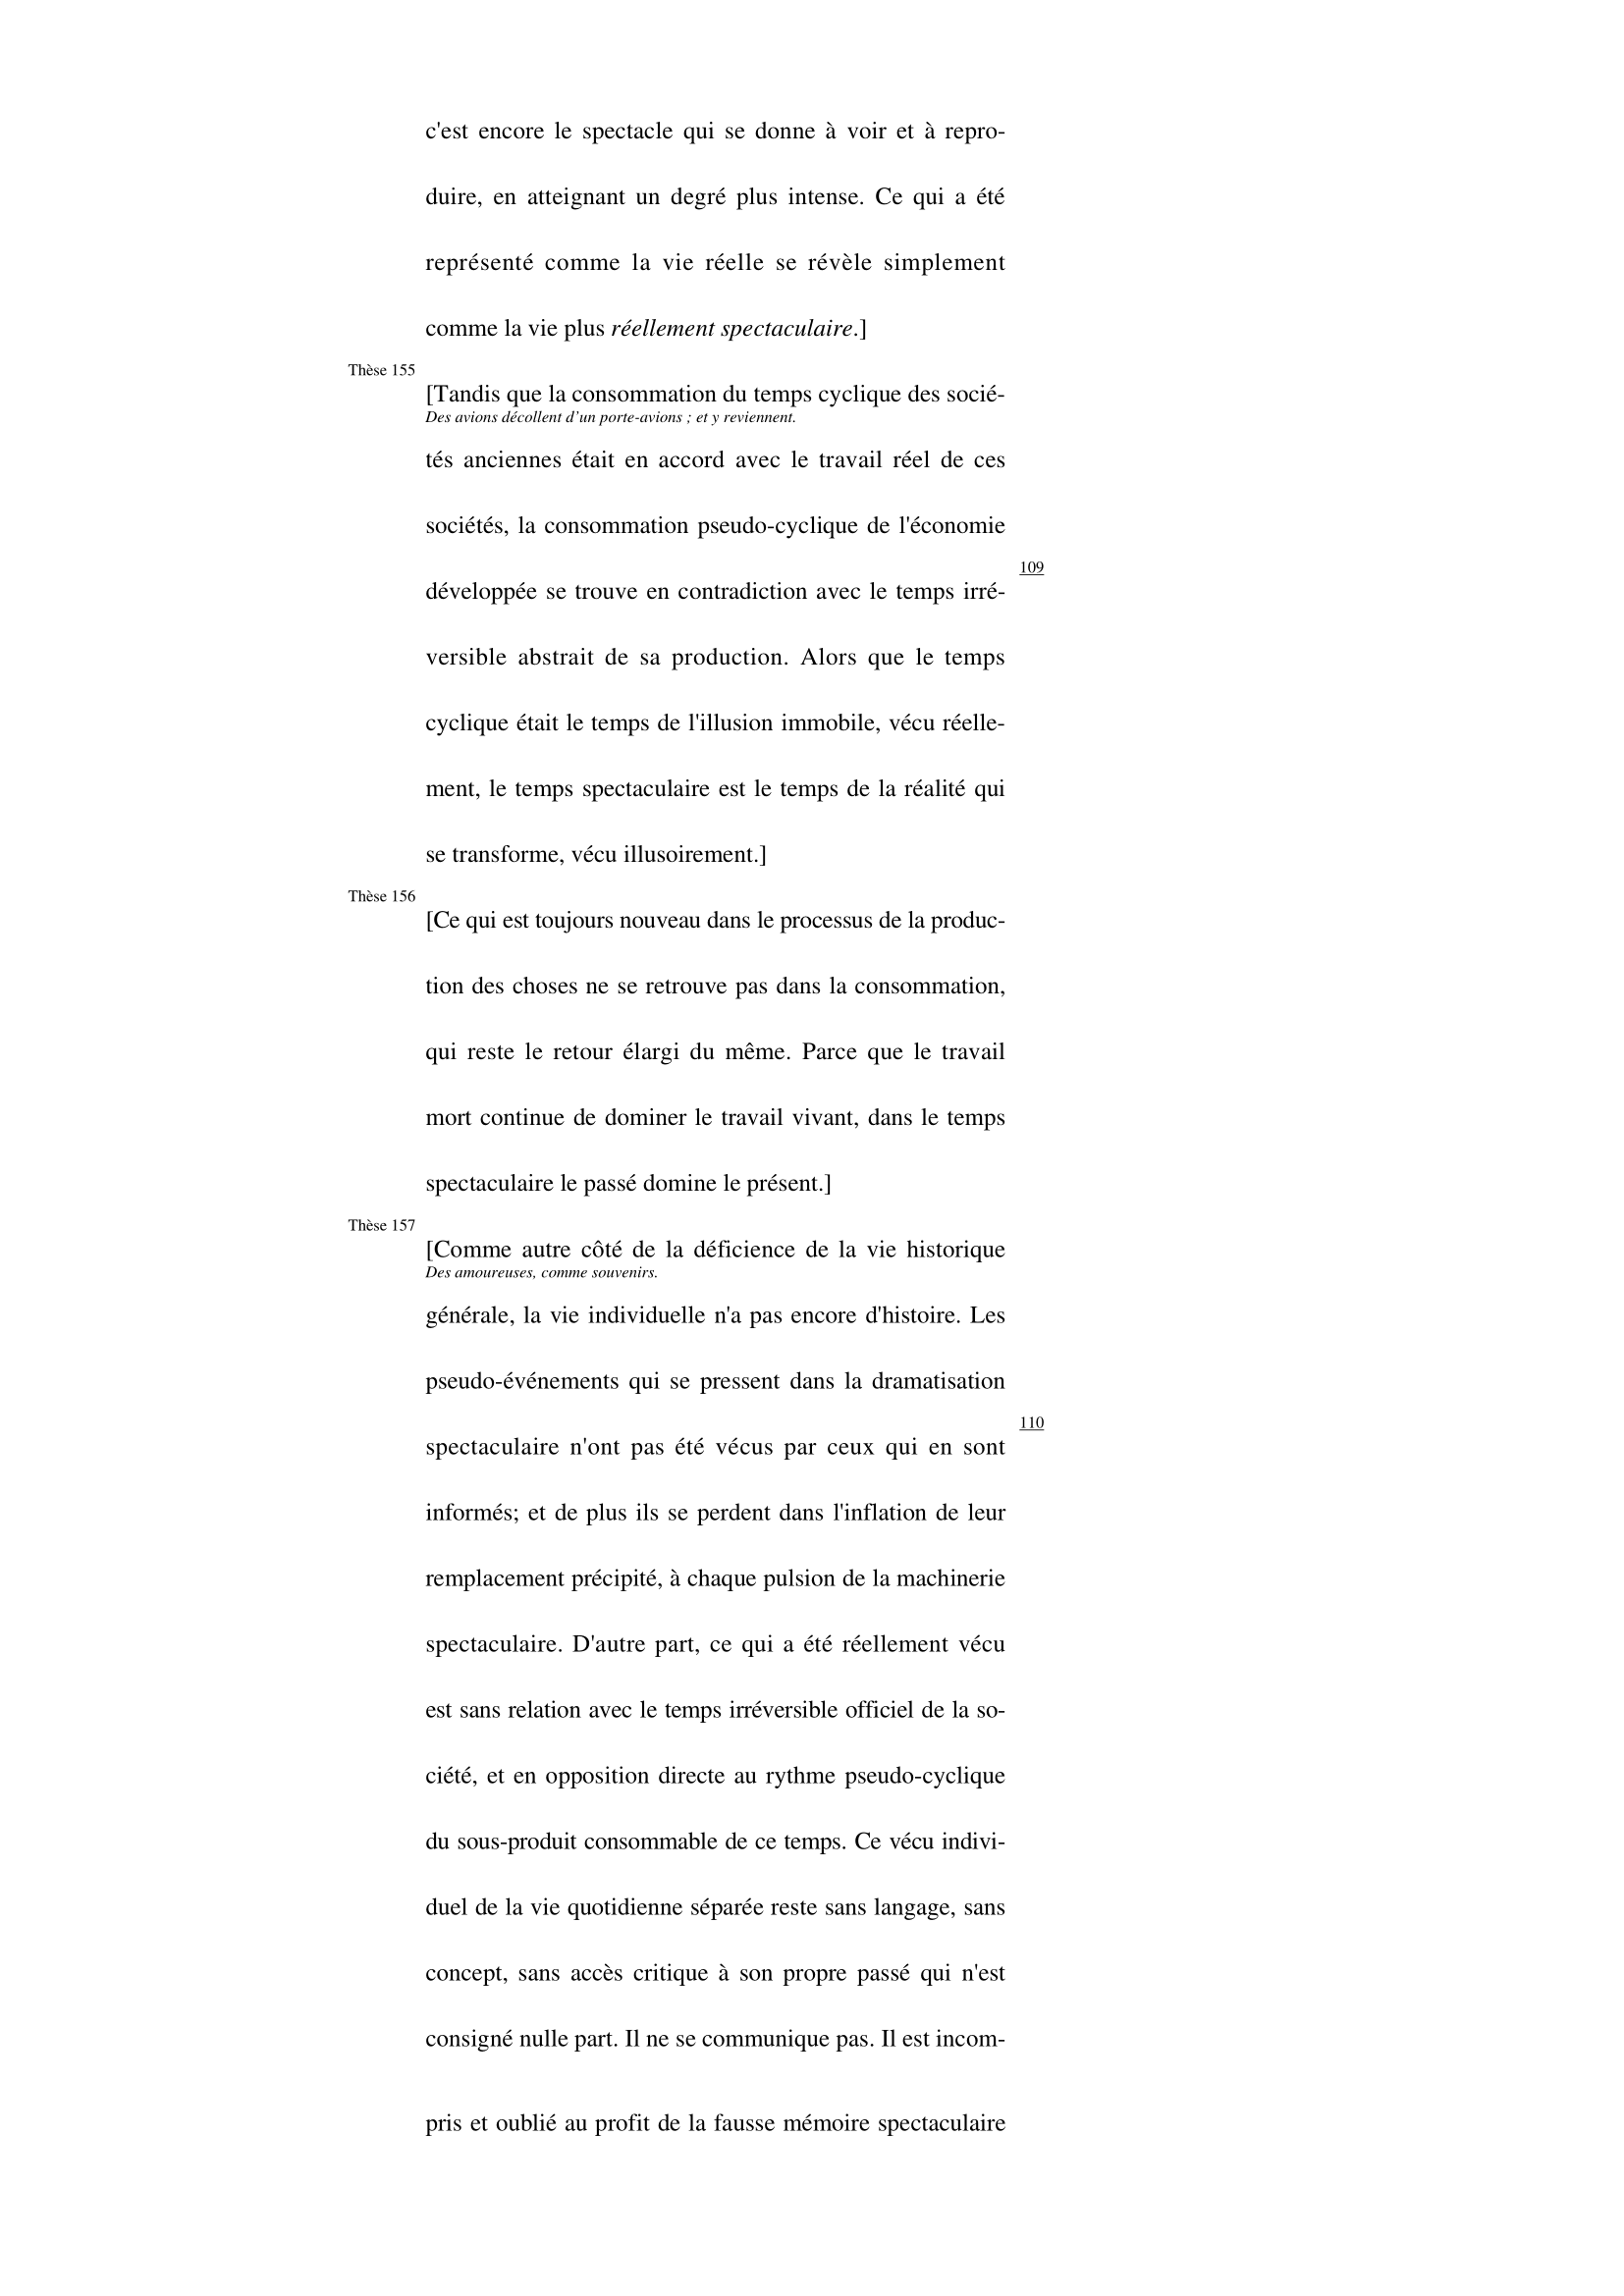 c'est encore le spectacle qui se donne à voir et à repro-
duire, en atteignant un degré plus intense. Ce qui a été
représenté comme la vie réelle se révèle simplement
comme la vie plus réellement spectaculaire.]
Thèse 155
[Tandis que la consommation du temps cyclique des socié-
Des avions décollent d’un porte-avions ; et y reviennent.
tés anciennes était en accord avec le travail réel de ces
sociétés, la consommation pseudo-cyclique de l'économie
109
développée se trouve en contradiction avec le temps irré-
versible abstrait de sa production. Alors que le temps
cyclique était le temps de l'illusion immobile, vécu réelle-
ment, le temps spectaculaire est le temps de la réalité qui
se transforme, vécu illusoirement.]
Thèse 156
[Ce qui est toujours nouveau dans le processus de la produc-
tion des choses ne se retrouve pas dans la consommation,
qui reste le retour élargi du même. Parce que le travail
mort continue de dominer le travail vivant, dans le temps
spectaculaire le passé domine le présent.]
Thèse 157
[Comme autre côté de la déficience de la vie historique
Des amoureuses, comme souvenirs.
générale, la vie individuelle n'a pas encore d'histoire. Les
pseudo-événements qui se pressent dans la dramatisation
110
spectaculaire n'ont pas été vécus par ceux qui en sont
informés; et de plus ils se perdent dans l'inflation de leur
remplacement précipité, à chaque pulsion de la machinerie
spectaculaire. D'autre part, ce qui a été réellement vécu
est sans relation avec le temps irréversible officiel de la so-
ciété, et en opposition directe au rythme pseudo-cyclique
du sous-produit consommable de ce temps. Ce vécu indivi-
duel de la vie quotidienne séparée reste sans langage, sans
concept, sans accès critique à son propre passé qui n'est
consigné nulle part. Il ne se communique pas. Il est incom-
pris et oublié au profit de la fausse mémoire spectaculaire